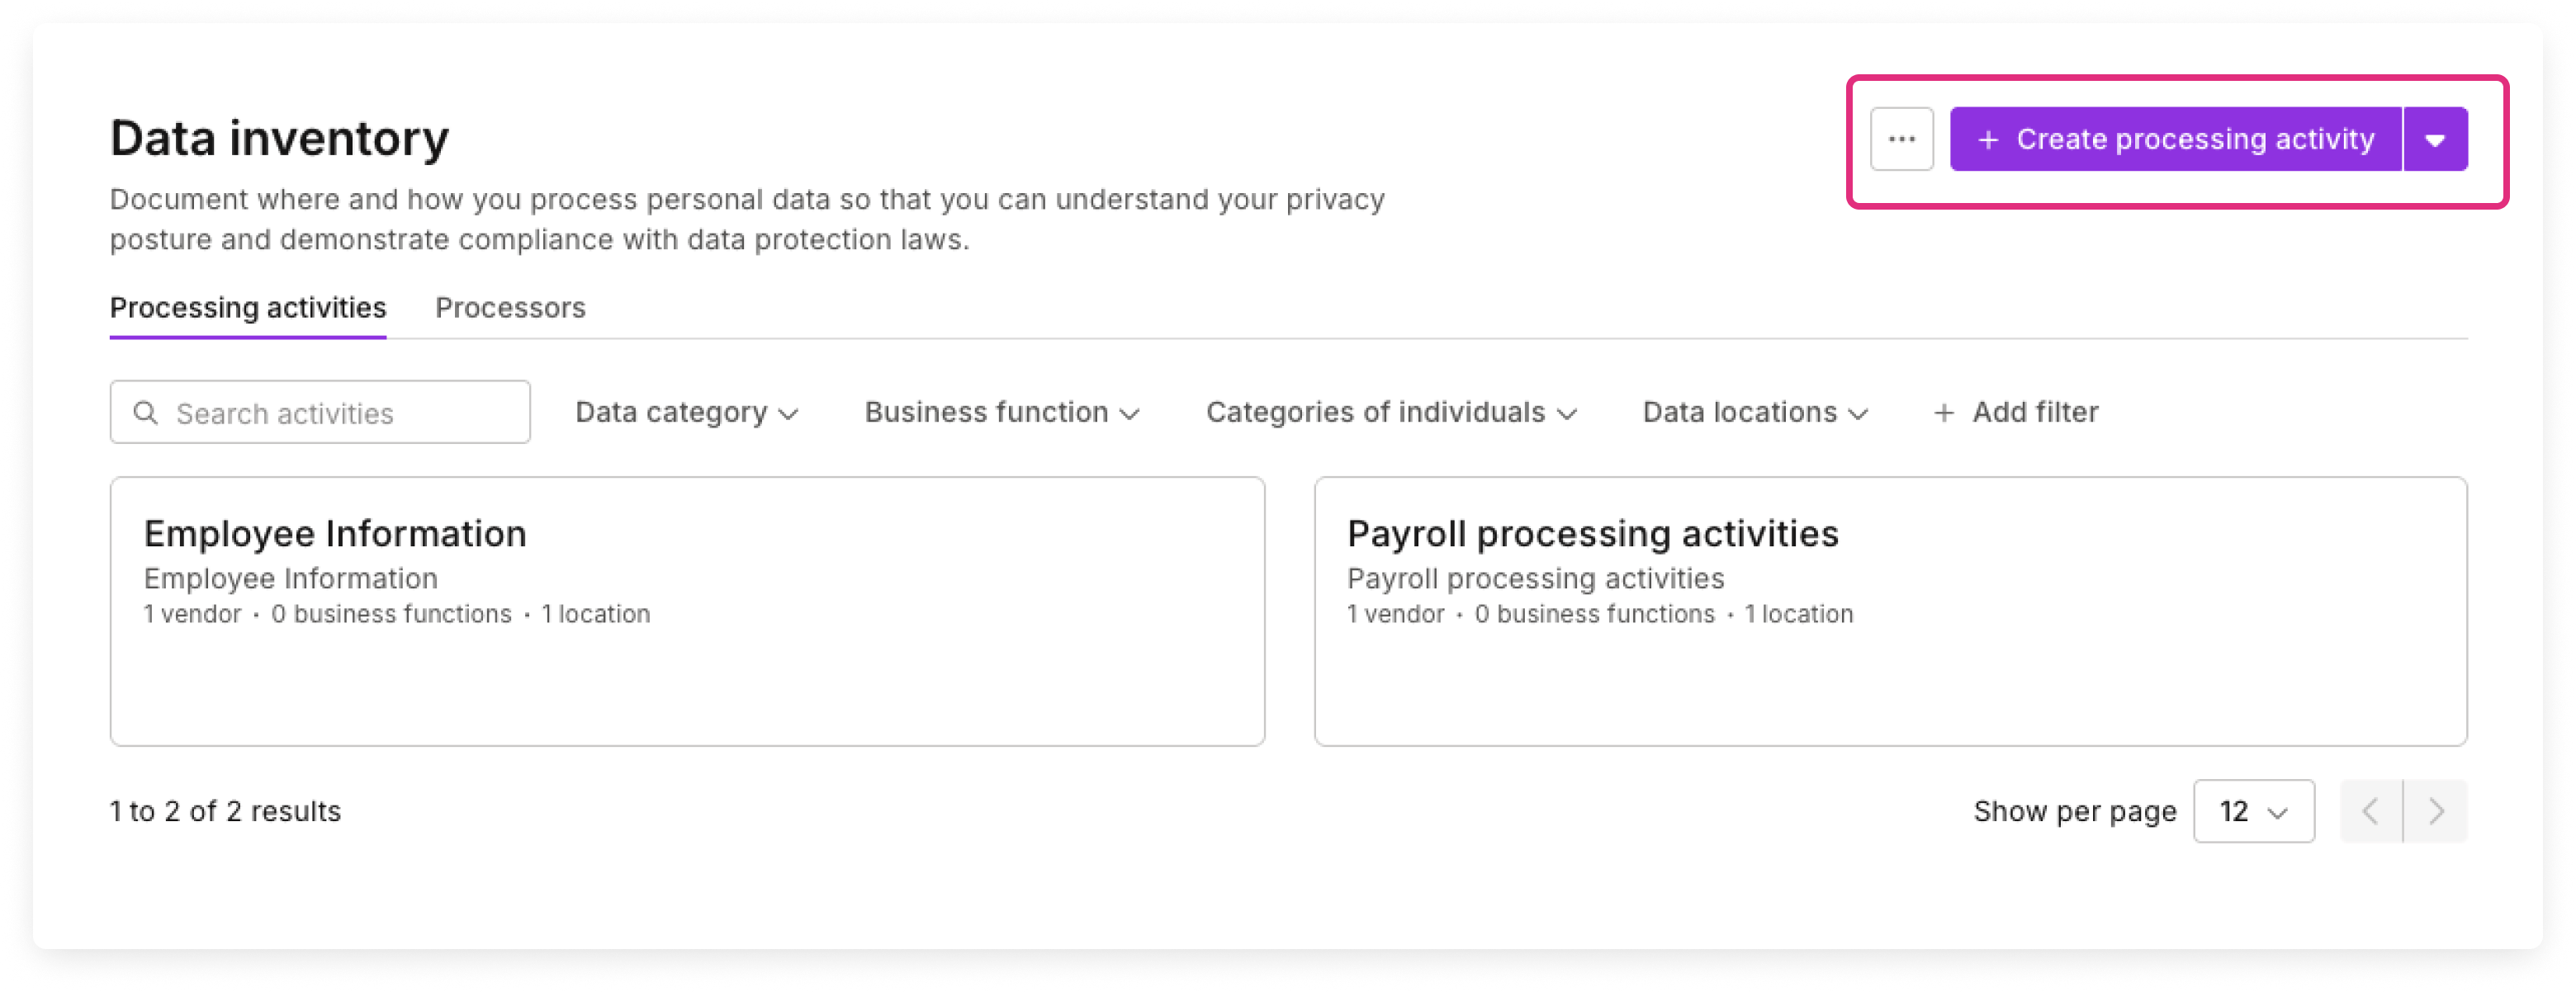 Data inventory
... + Create processing activity
Document where and how you process personal data so that you can understand your privacy
posture and demonstrate compliance with data protection laws.
Processing activities Processors
Search activities Data category Business function Categories of individuals Data locations + Add filter
Employee Information
Employee Information
1 vendor · 0 business functions · 1 location
Payroll processing activities
Payroll processing activities
1 vendor · 0 business functions · 1 location
1 to 2 of 2 results Show per page 12